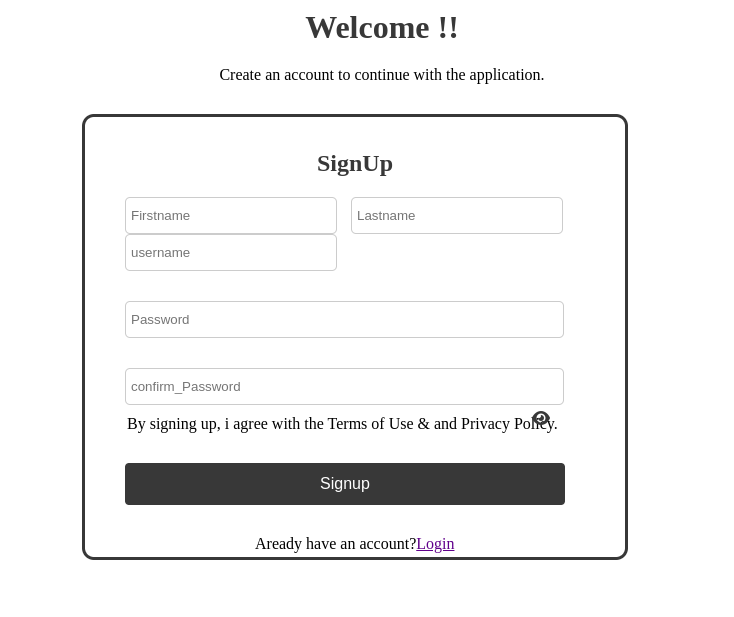 Welcome !!
Create an account to continue with the application.
SignUp
Firstname Lastname
username
Password
confirm_Password
By signing up, i agree with the Terms of Use & and Privacy Policy.
Signup
Aready have an account?Login